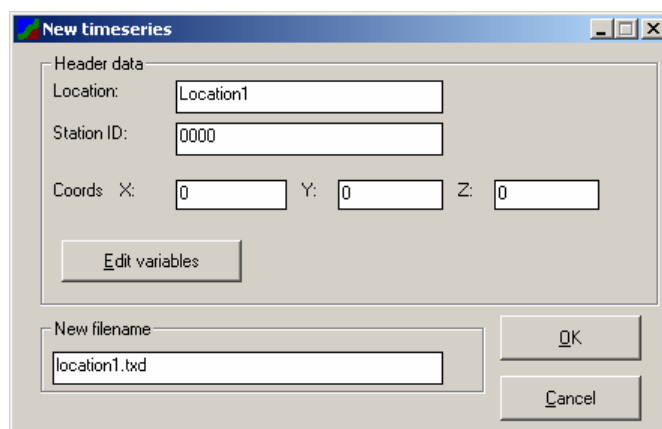 New timeseries
Header data
Location: Location1
Station ID: 0000
Coords X: 0 Y: 0 Z: 0
Edit variables
New filename
location1.txd
OK
Cancel